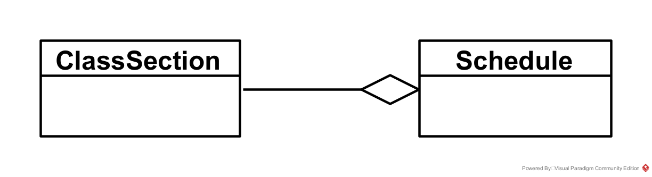 ClassSection
Schedule
Powered By: Visual Paradigm Community Edition